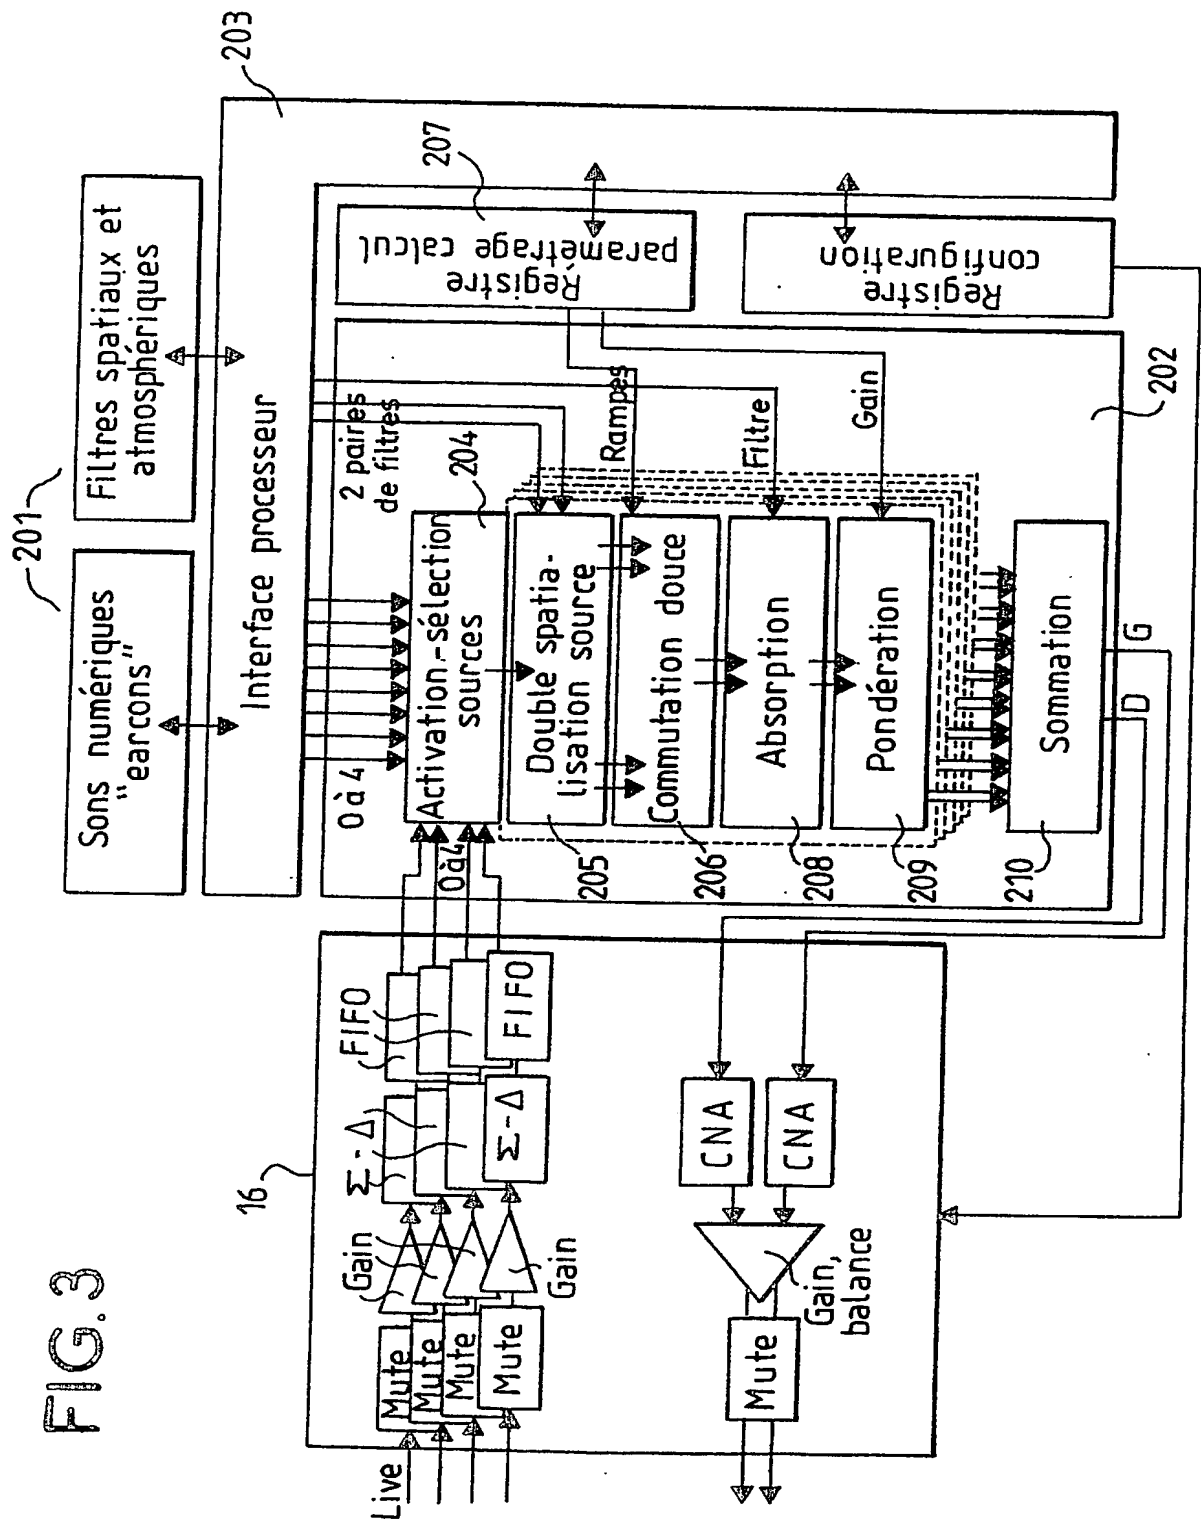 FIG.3
201
Sons numériques
"earcons"
Filtres spatiaux et
atmosphériques
203
Interface processeur
207
Registre
paramétrage calcul
Registre
configuration
202
2 paires
de filtres
0 à 4
204
Activation-sélection
sources
0 à 4
Double spatia-
lisation source
205
Rampes
Commutation douce
206
Filtre
Absorption
208
Gain
Pondération
209
Sommation
210
D
G
16
Live
Mute
Mute
Mute
Mute
Gain
Gain
Σ-Δ
Σ-Δ
FIFO
FIFO
CNA
CNA
Gain,
balance
Mute